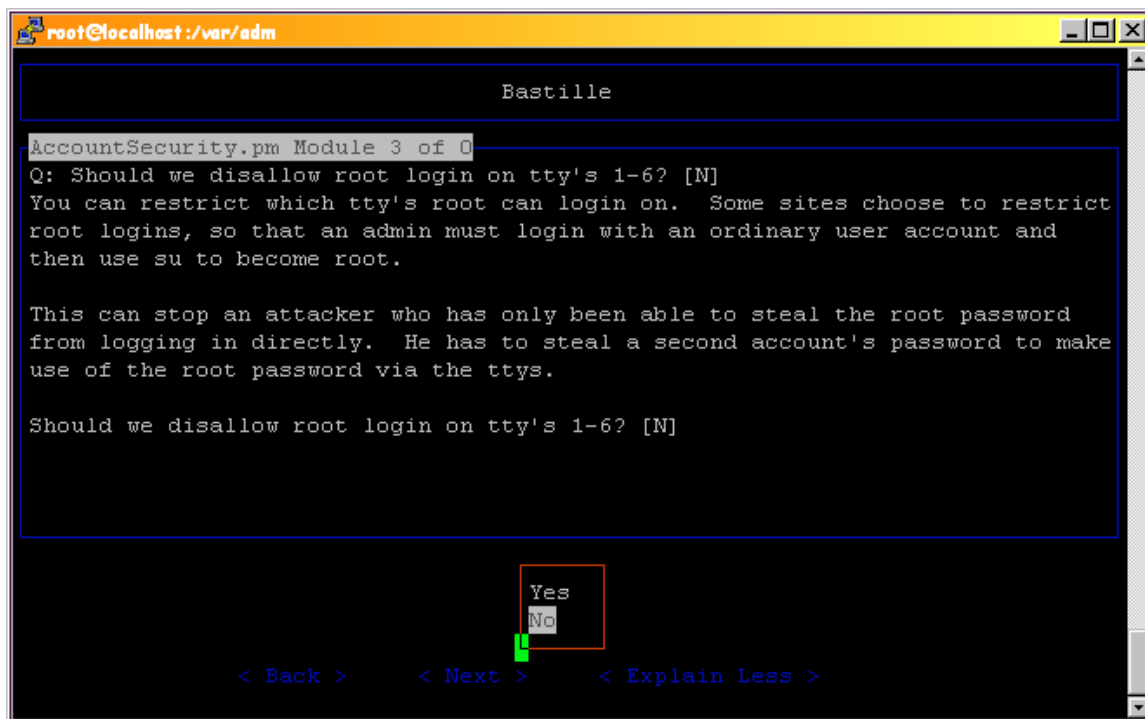 root@localhost:/var/adm
Bastille
AccountSecurity.pm Module 3 of 0
Q: Should we disallow root login on tty's 1-6? [N]
You can restrict which tty's root can login on.  Some sites choose to restrict
root logins, so that an admin must login with an ordinary user account and
then use su to become root.
This can stop an attacker who has only been able to steal the root password
from logging in directly.  He has to steal a second account's password to make
use of the root password via the ttys.
Should we disallow root login on tty's 1-6? [N]
Yes
No
< Back >    < Next >    < Explain Less >